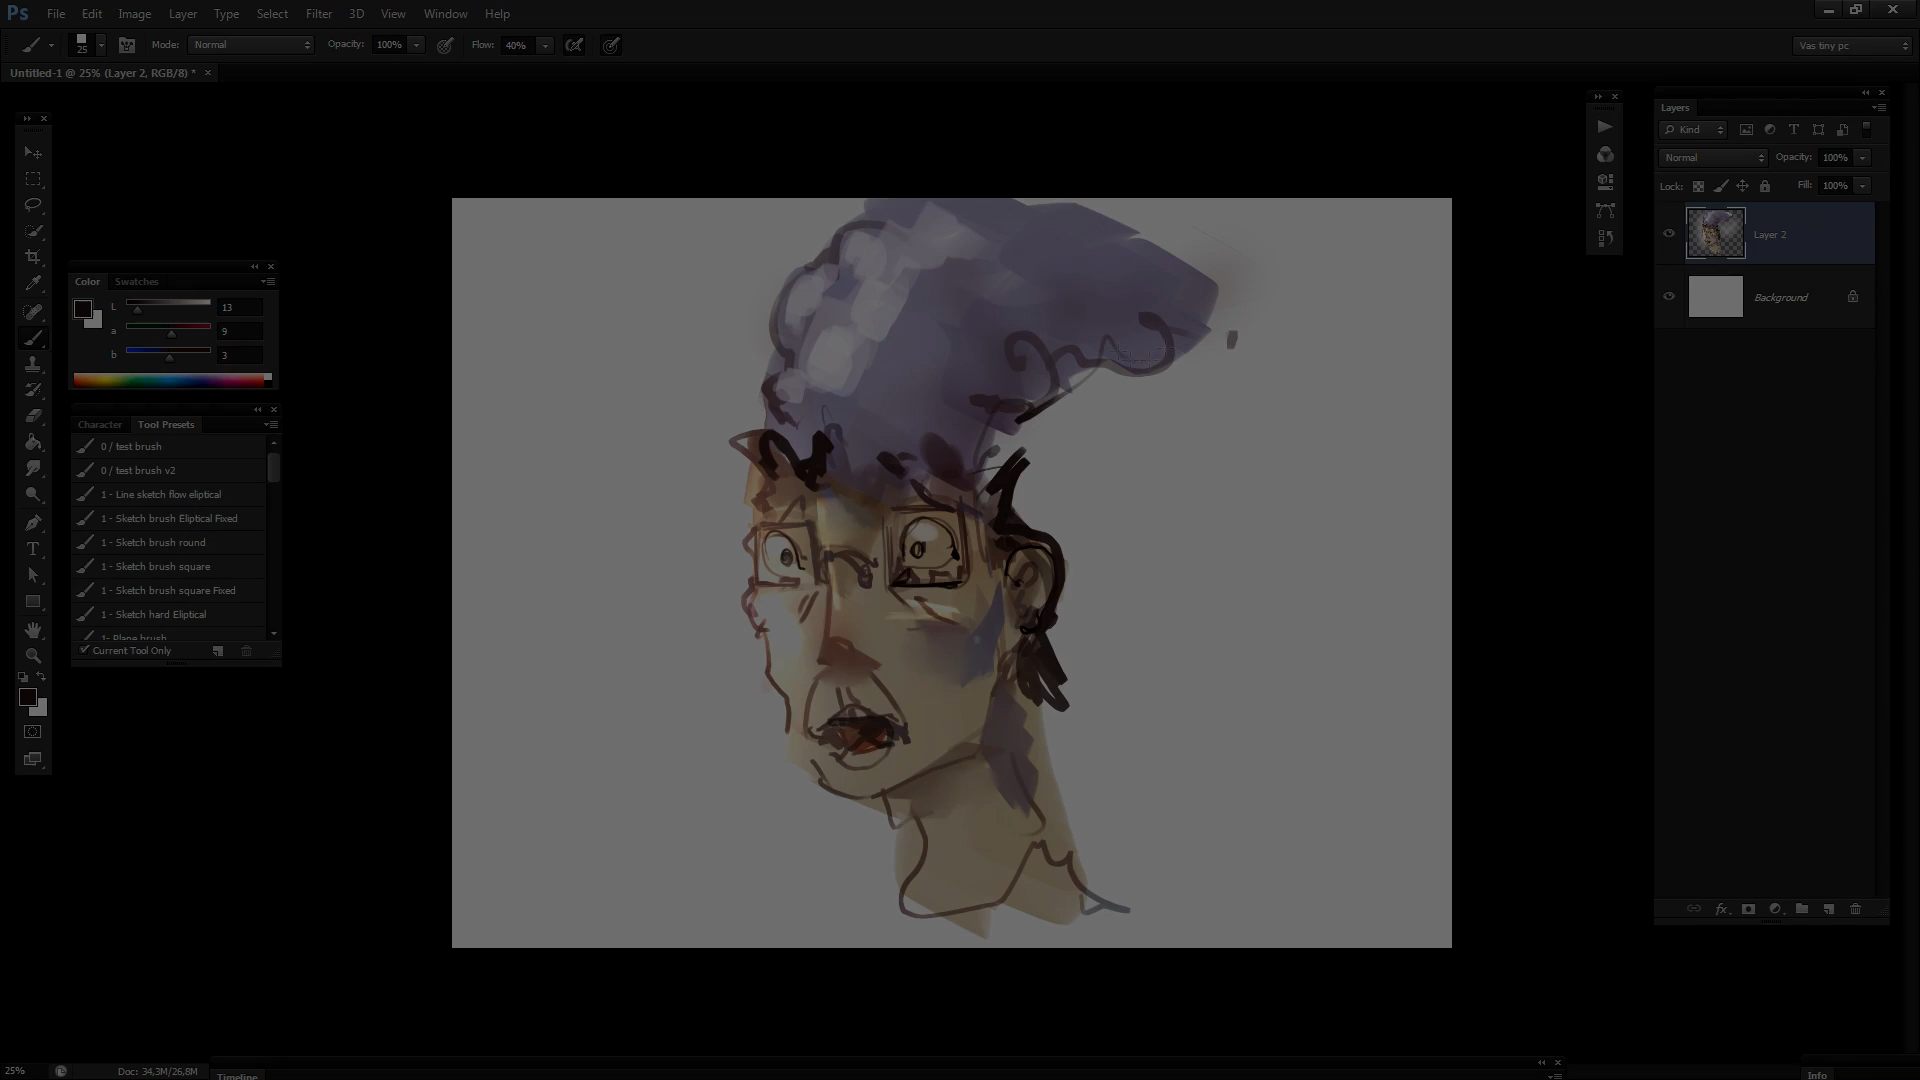 Ps File Edit Image Layer Type Select Filter 3D View Window Help
25 Mode: Normal Opacity: 100% Flow: 40% Vas tiny pc
Untitled-1 @ 25% (Layer 2, RGB/8) * ×
Layers
Kind
Normal Opacity: 100%
Lock: Fill: 100%
Layer 2
Background
Color Swatches
L 13
a 9
b 3
Character Tool Presets
0 / test brush
0 / test brush v2
1 - Line sketch flow eliptical
1 - Sketch brush Eliptical Fixed
1 - Sketch brush round
1 - Sketch brush square
1 - Sketch brush square Fixed
1 - Sketch hard Eliptical
1- Plane brush
Current Tool Only
25% Doc: 34,3M/26,8M
Timeline
Info